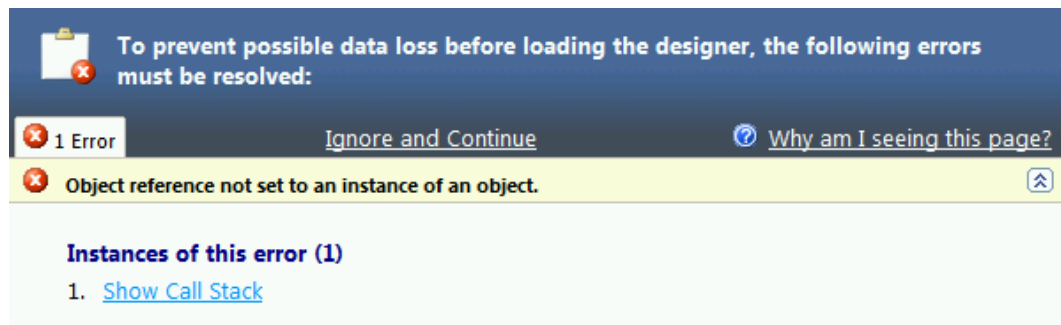 To prevent possible data loss before loading the designer, the following errors
must be resolved:
1 Error
Ignore and Continue
Why am I seeing this page?
Object reference not set to an instance of an object.
Instances of this error (1)
1. Show Call Stack